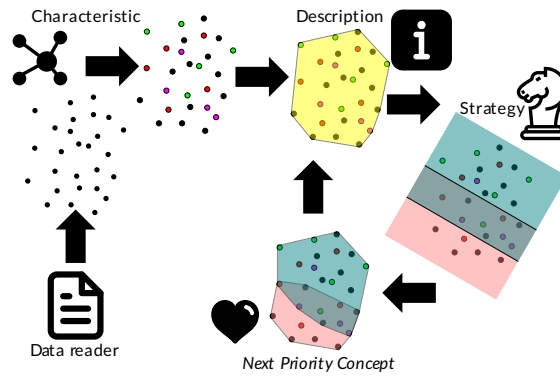 Characteristic
Description
Strategy
Data reader
Next Priority Concept